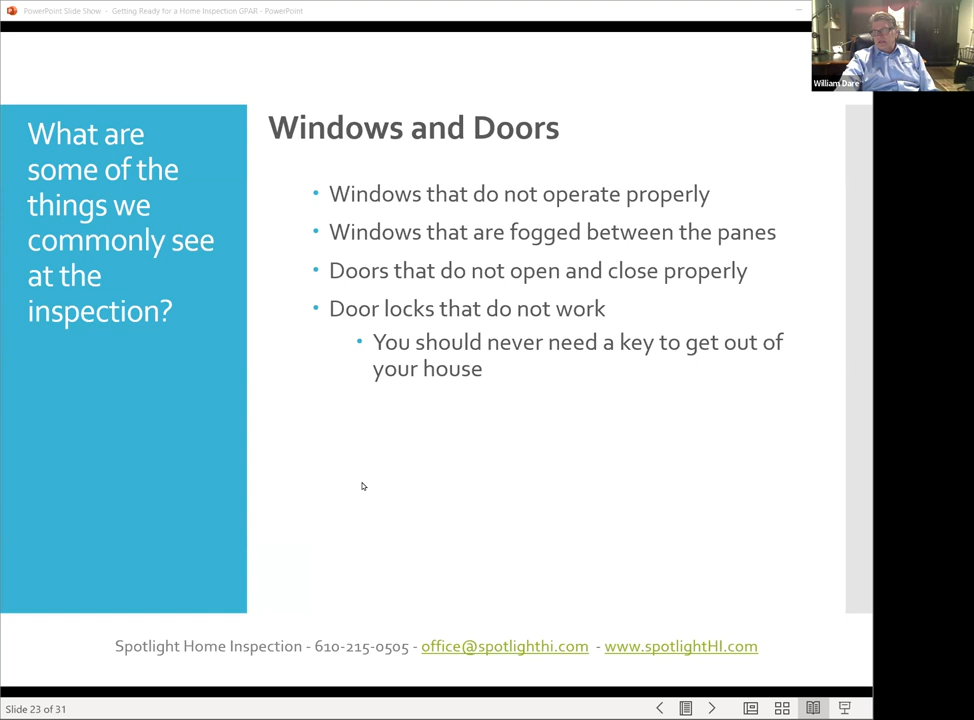 PowerPoint Slide Show - Getting Ready for a Home Inspection GPAR - PowerPoint
William Dare
What are
some of the
things we
commonly see
at the
inspection?
Windows and Doors
• Windows that do not operate properly
• Windows that are fogged between the panes
• Doors that do not open and close properly
• Door locks that do not work
• You should never need a key to get out of
your house
Spotlight Home Inspection - 610-215-0505 - office@spotlighthi.com - www.spotlightHI.com
Slide 23 of 31